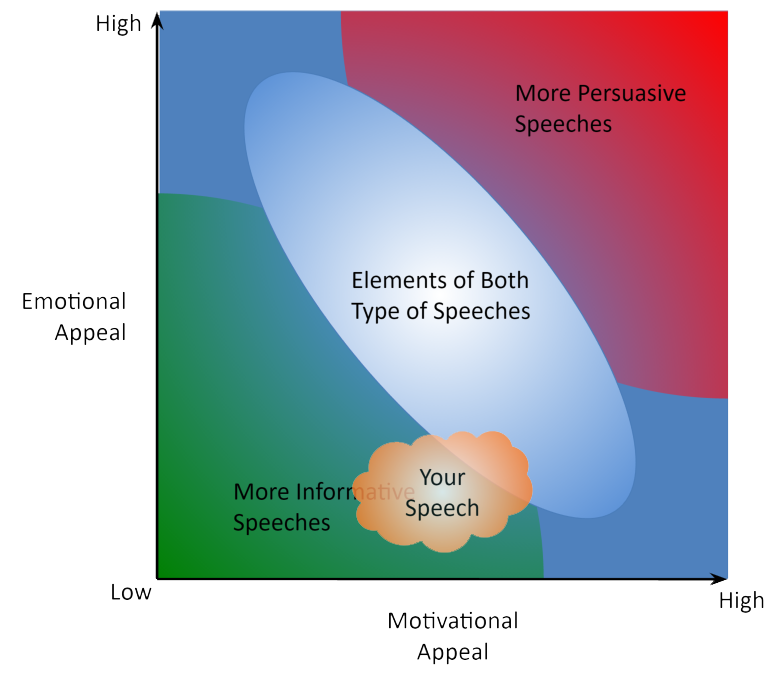 High
More Persuasive
Speeches
Elements of Both
Type of Speeches
Emotional
Appeal
Your
Speech
More Informative
Speeches
Low
High
Motivational
Appeal